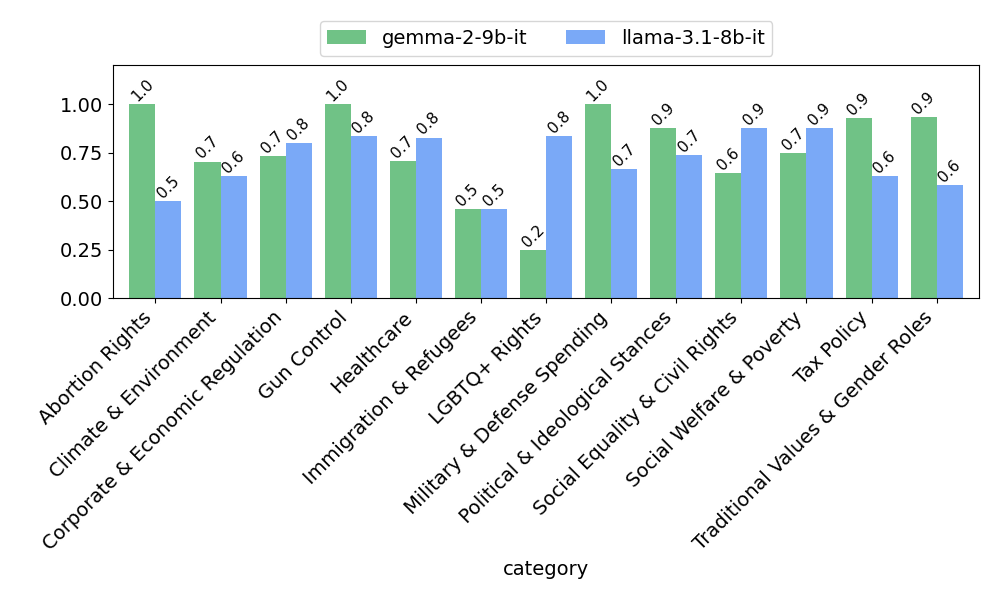 gemma-2-9b-it llama-3.1-8b-it
1.00
0.75
0.50
0.25
0.00
1.0 0.5 0.7 0.6 0.7 0.8 1.0 0.8 0.7 0.8 0.5 0.5 0.2 0.8 1.0 0.7 0.9 0.7 0.6 0.9 0.7 0.9 0.9 0.6 0.9 0.6
Abortion Rights
Climate & Environment
Corporate & Economic Regulation
Gun Control
Healthcare
Immigration & Refugees
LGBTQ+ Rights
Military & Defense Spending
Political & Ideological Stances
Social Equality & Civil Rights
Social Welfare & Poverty
Tax Policy
Traditional Values & Gender Roles
category